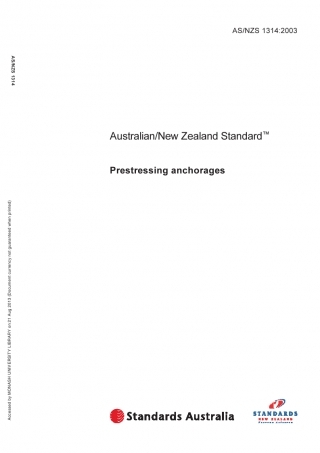 AS/NZS 1314:2003
AS/NZS 1314
Australian/New Zealand Standard™
Prestressing anchorages
Accessed by MONASH UNIVERSITY LIBRARY on 21 Aug 2013 (Document currency not guaranteed when printed)
Standards Australia
STANDARDS
NEW ZEALAND